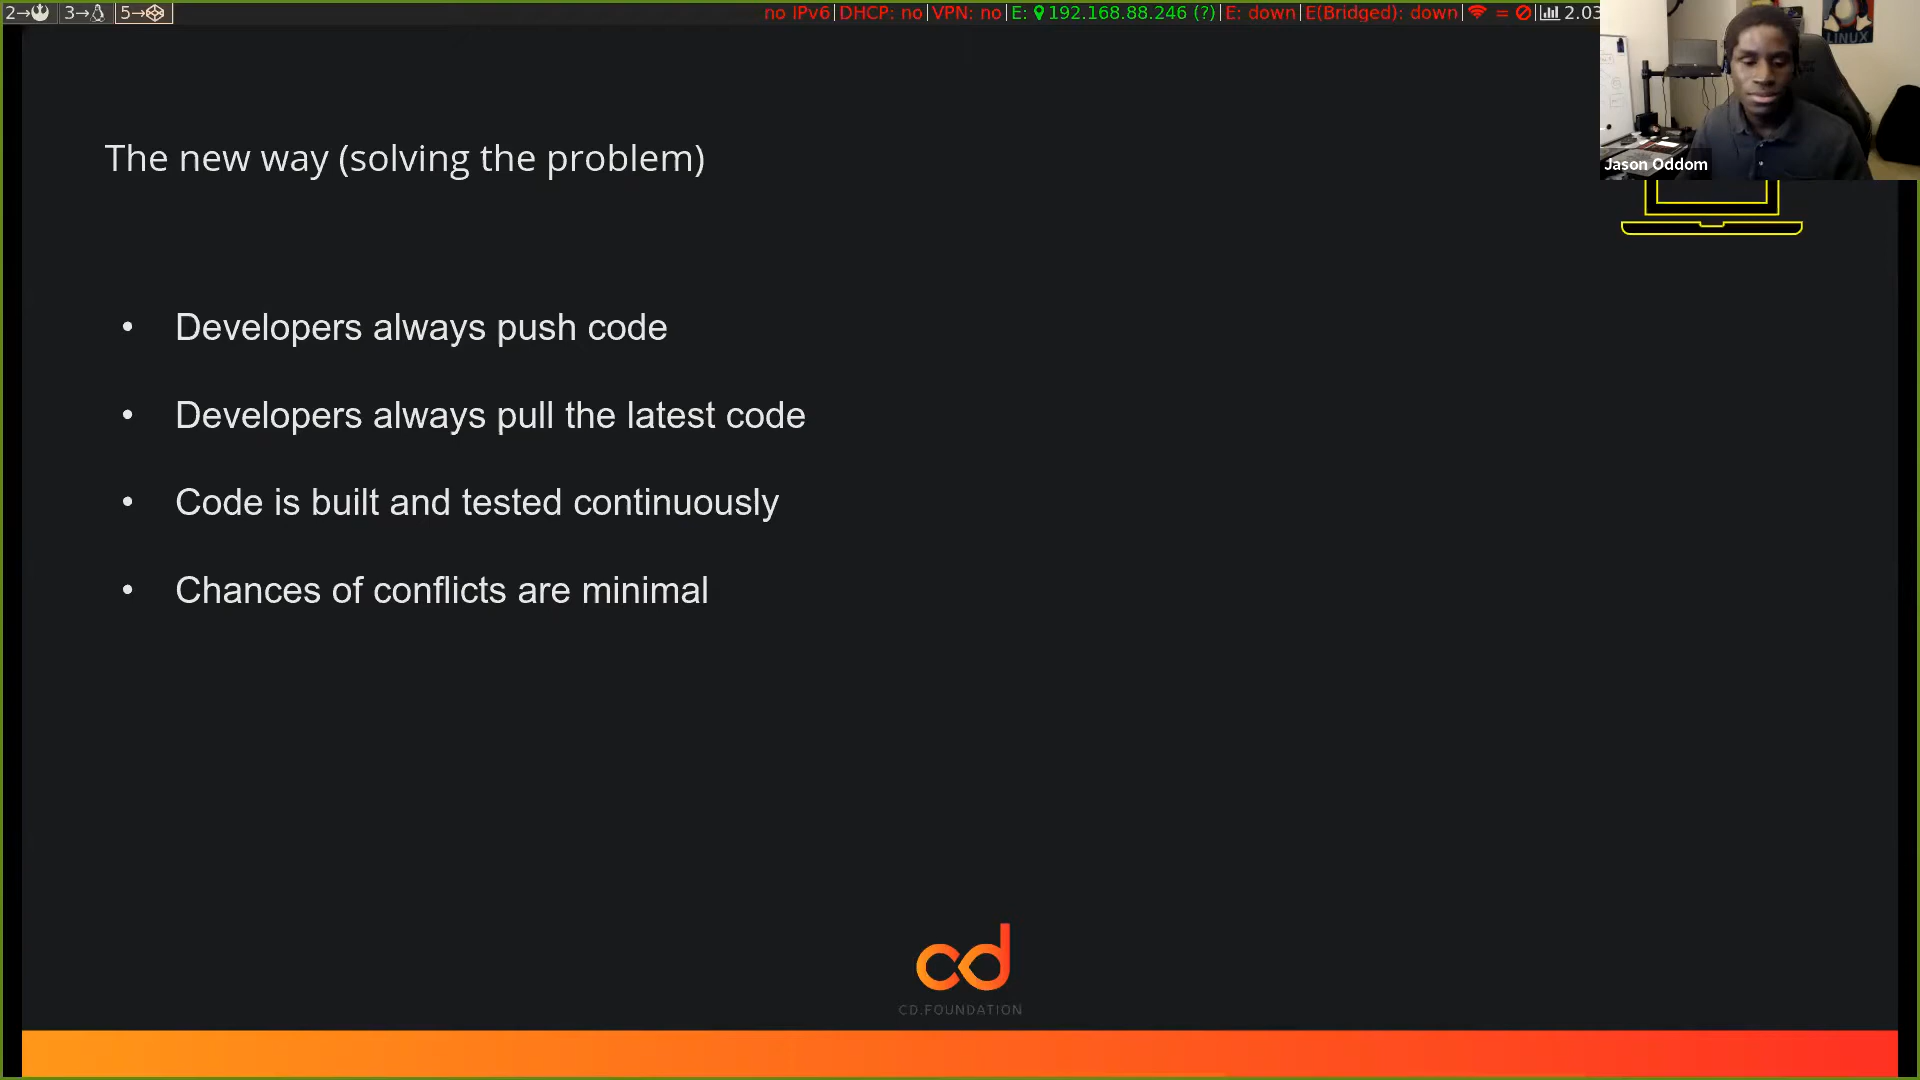 2→ 3→ 5→ no IPv6|DHCP: no|VPN: no|E: 192.168.88.246 (?)|E: down|E(Bridged): down| = | 2.03
LINUX
Jason Oddom
The new way (solving the problem)
• Developers always push code
• Developers always pull the latest code
• Code is built and tested continuously
• Chances of conflicts are minimal
cd
CD.FOUNDATION